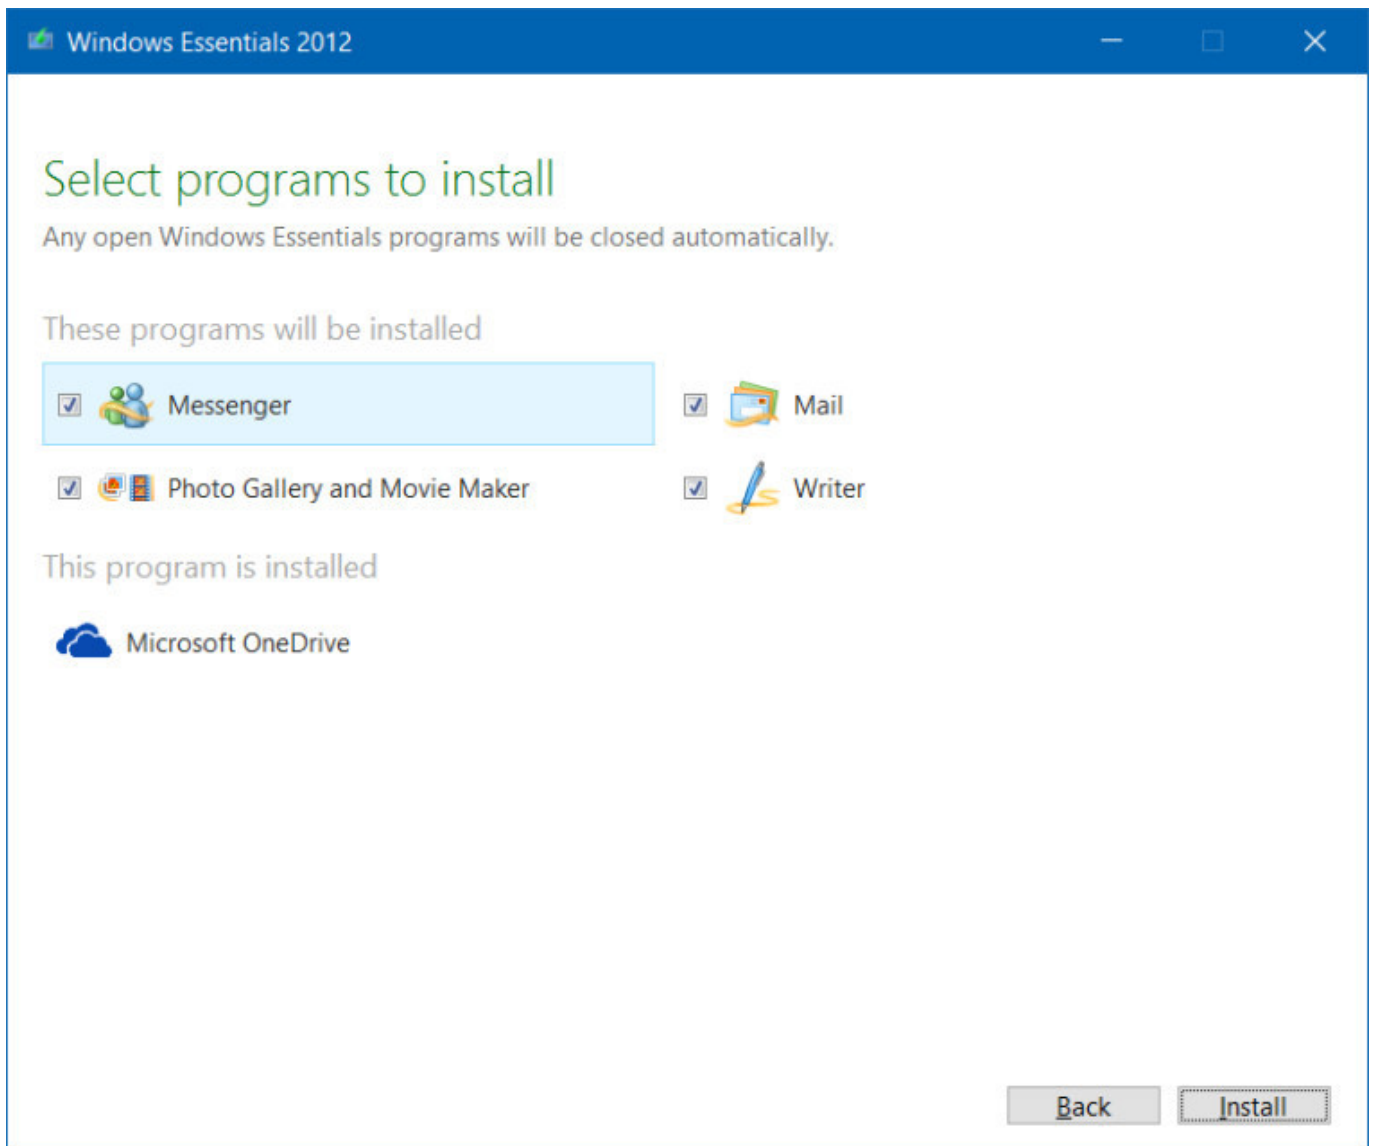 Windows Essentials 2012
Select programs to install
Any open Windows Essentials programs will be closed automatically.
These programs will be installed
Messenger
Mail
Photo Gallery and Movie Maker
Writer
This program is installed
Microsoft OneDrive
Back
Install